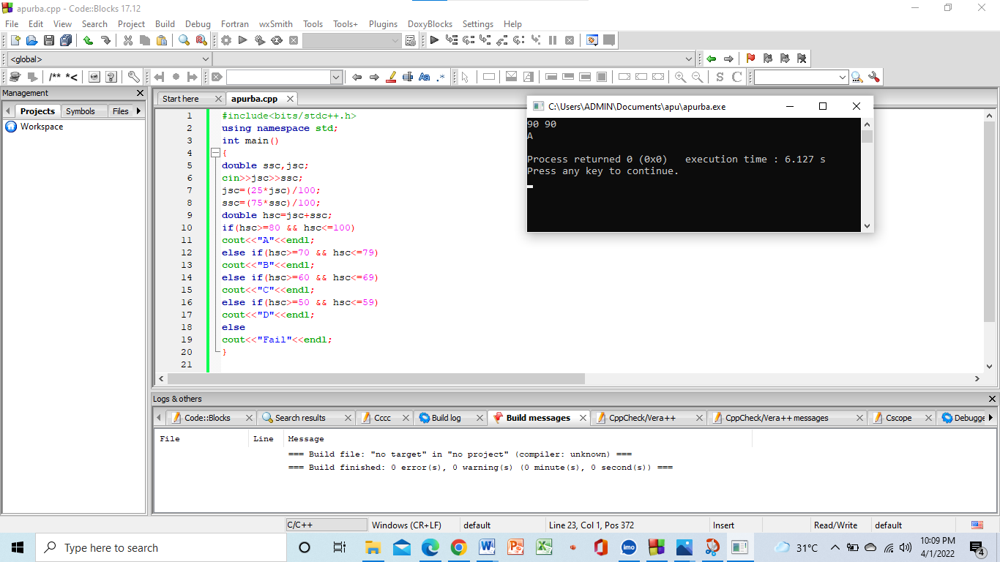 apurba.cpp - Code::Blocks 17.12
File Edit View Search Project Build Debug Fortran wxSmith Tools Tools+ Plugins DoxyBlocks Settings Help
<global>
/** *<
Aa .*
S C
Management
Projects Symbols Files
Workspace
Start here apurba.cpp
1 #include<bits/stdc++.h>
2 using namespace std;
3 int main()
4 {
5 double ssc,jsc;
6 cin>>jsc>>ssc;
7 jsc=(25*jsc)/100;
8 ssc=(75*ssc)/100;
9 double hsc=jsc+ssc;
10 if(hsc>=80 && hsc<=100)
11 cout<<"A"<<endl;
12 else if(hsc>=70 && hsc<=79)
13 cout<<"B"<<endl;
14 else if(hsc>=60 && hsc<=69)
15 cout<<"C"<<endl;
16 else if(hsc>=50 && hsc<=59)
17 cout<<"D"<<endl;
18 else
19 cout<<"Fail"<<endl;
20 }
21
C:\Users\ADMIN\Documents\apu\apurba.exe
90 90
A
Process returned 0 (0x0) execution time : 6.127 s
Press any key to continue.
Logs & others
Code::Blocks Search results Cccc Build log Build messages CppCheck/Vera++ CppCheck/Vera++ messages Cscope Debugge
File Line Message
=== Build file: "no target" in "no project" (compiler: unknown) ===
=== Build finished: 0 error(s), 0 warning(s) (0 minute(s), 0 second(s)) ===
C/C++ Windows (CR+LF) default Line 23, Col 1, Pos 372 Insert Read/Write default
Type here to search
imo
31°C
10:09 PM
4/1/2022
4